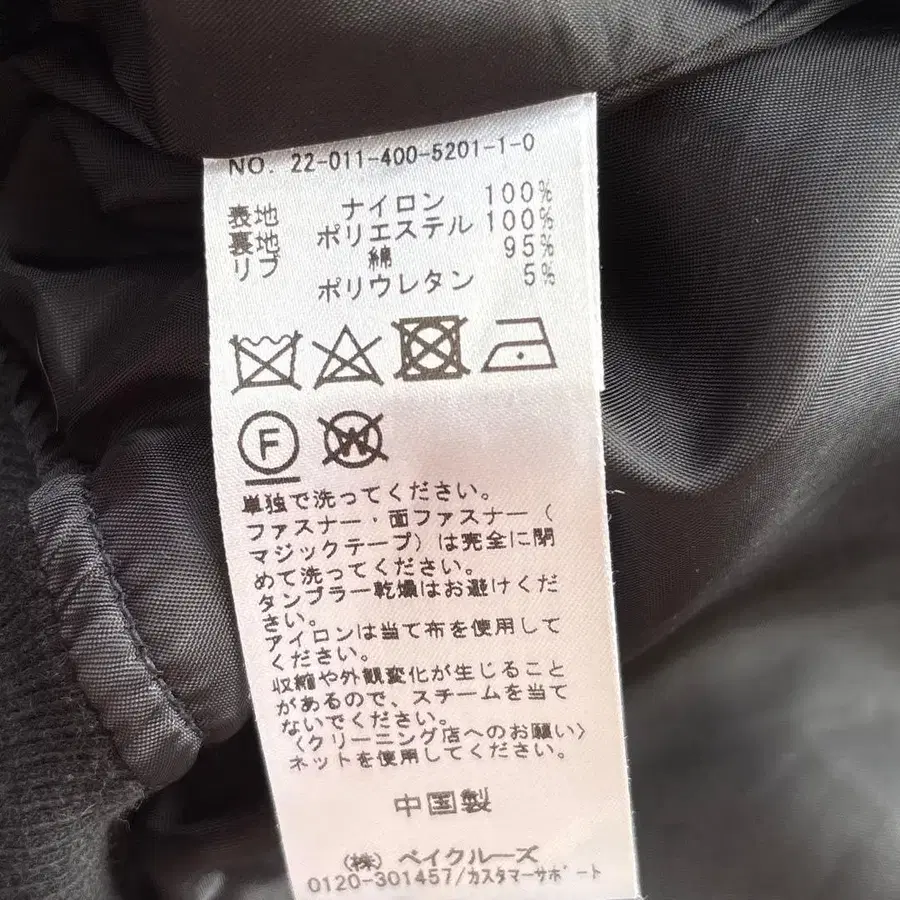 NO. 22-011-400-5201-1-0
表地 ナイロン 100%
裏地 ポリエステル 100%
リブ 綿 95%
ポリウレタン 5%
F
W
単独で洗ってください。
ファスナー・面ファスナー(
マジックテープ)は完全に閉
めて洗ってください。
タンブラー乾燥はお避けくだ
さい。
アイロンは当て布を使用して
ください。
収縮や外観変化が生じること
があるので、スチームを当て
ないでください。
〈クリーニング店へのお願い〉
ネットを使用してください。
中国製
(株) ベイクルーズ
0120-301457/カスタマーサポート